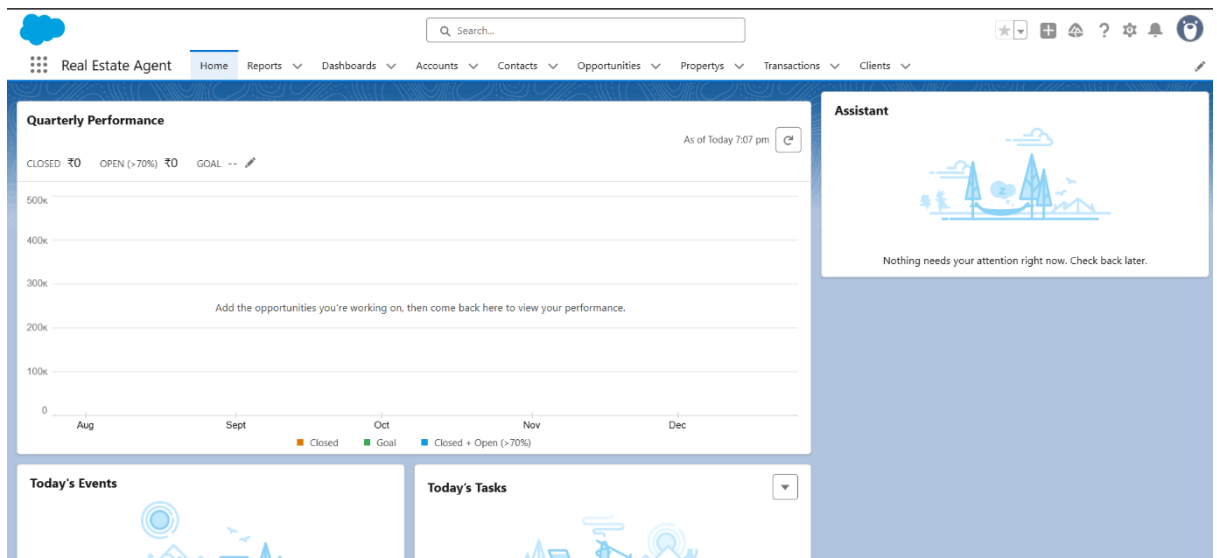 Search...
Real Estate Agent Home Reports Dashboards Accounts Contacts Opportunities Propertys Transactions Clients
Quarterly Performance
As of Today 7:07 pm
CLOSED ₹0 OPEN (>70%) ₹0 GOAL --
500K
400K
300K
200K
100K
0
Add the opportunities you're working on, then come back here to view your performance.
Aug Sept Oct Nov Dec
Closed Goal Closed + Open (>70%)
Assistant
z
Nothing needs your attention right now. Check back later.
Today's Events
Today's Tasks